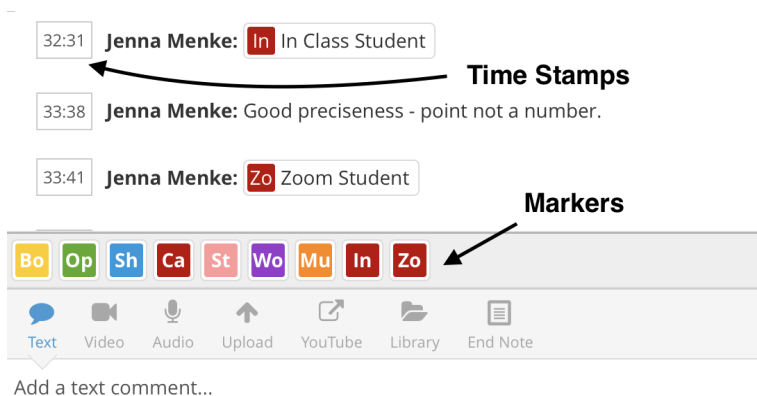 32:31 Jenna Menke: In In Class Student
Time Stamps
33:38 Jenna Menke: Good preciseness - point not a number.
33:41 Jenna Menke: Zo Zoom Student
Markers
Bo Op Sh Ca St Wo Mu In Zo
Text Video Audio Upload YouTube Library End Note
Add a text comment...